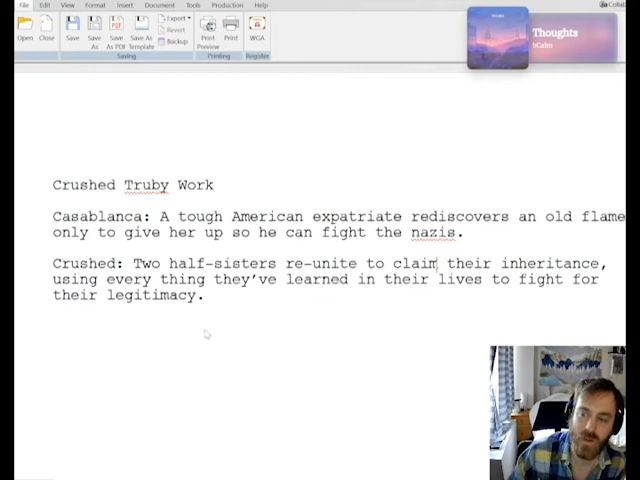 File Edit View Format Insert Document Tools Production Help
Export
Revert
Backup
Open Close Save Save As Save As PDF Save As Template Print Preview Print WGA
Saving Printing Register
Thoughts
bCalm
Crushed Truby Work
Casablanca: A tough American expatriate rediscovers an old flame
only to give her up so he can fight the nazis.
Crushed: Two half-sisters re-unite to claim their inheritance,
using every thing they've learned in their lives to fight for
their legitimacy.